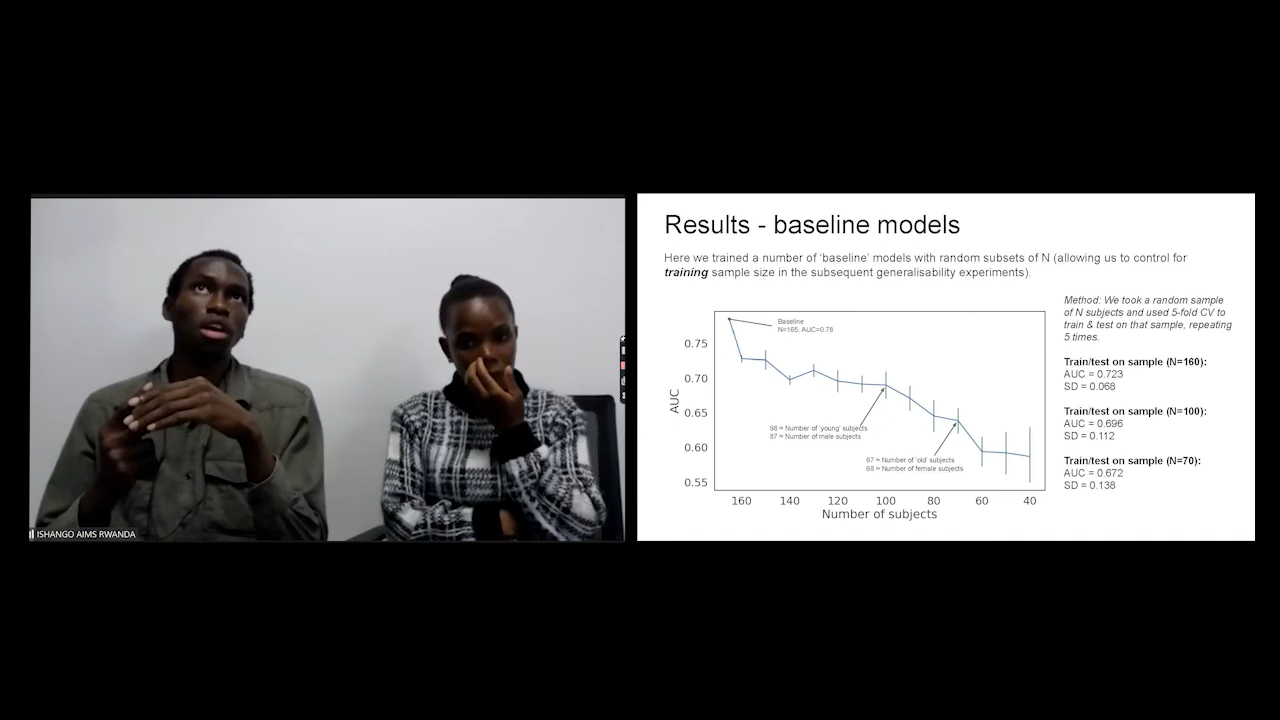 ISHANGO AIMS RWANDA
Results - baseline models
Here we trained a number of ‘baseline’ models with random subsets of N (allowing us to control for
training sample size in the subsequent generalisability experiments).
Method: We took a random sample
of N subjects and used 5-fold CV to
train & test on that sample, repeating
5 times.
Train/test on sample (N=160):
AUC = 0.723
SD = 0.068
Train/test on sample (N=100):
AUC = 0.696
SD = 0.112
Train/test on sample (N=70):
AUC = 0.672
SD = 0.138
Baseline
N=165, AUC=0.78
98 = Number of 'young' subjects
87 = Number of male subjects
67 = Number of 'old' subjects
68 = Number of female subjects
AUC
0.75
0.70
0.65
0.60
0.55
160 140 120 100 80 60 40
Number of subjects